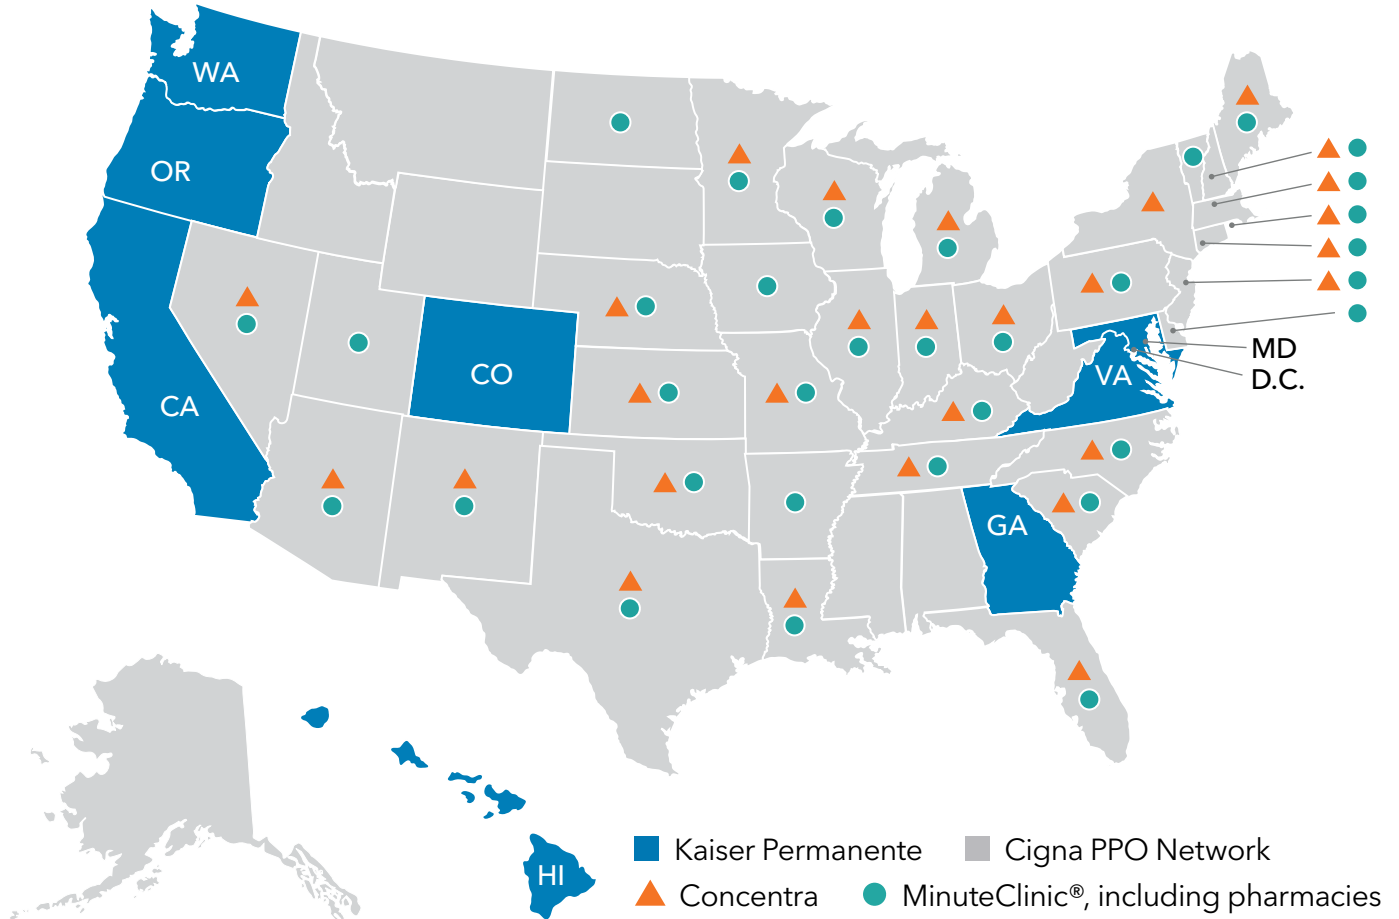 WA
OR
CO
CA
MD
VA
D.C.
GA
HI
Kaiser Permanente
Cigna PPO Network
Concentra
MinuteClinic®, including pharmacies